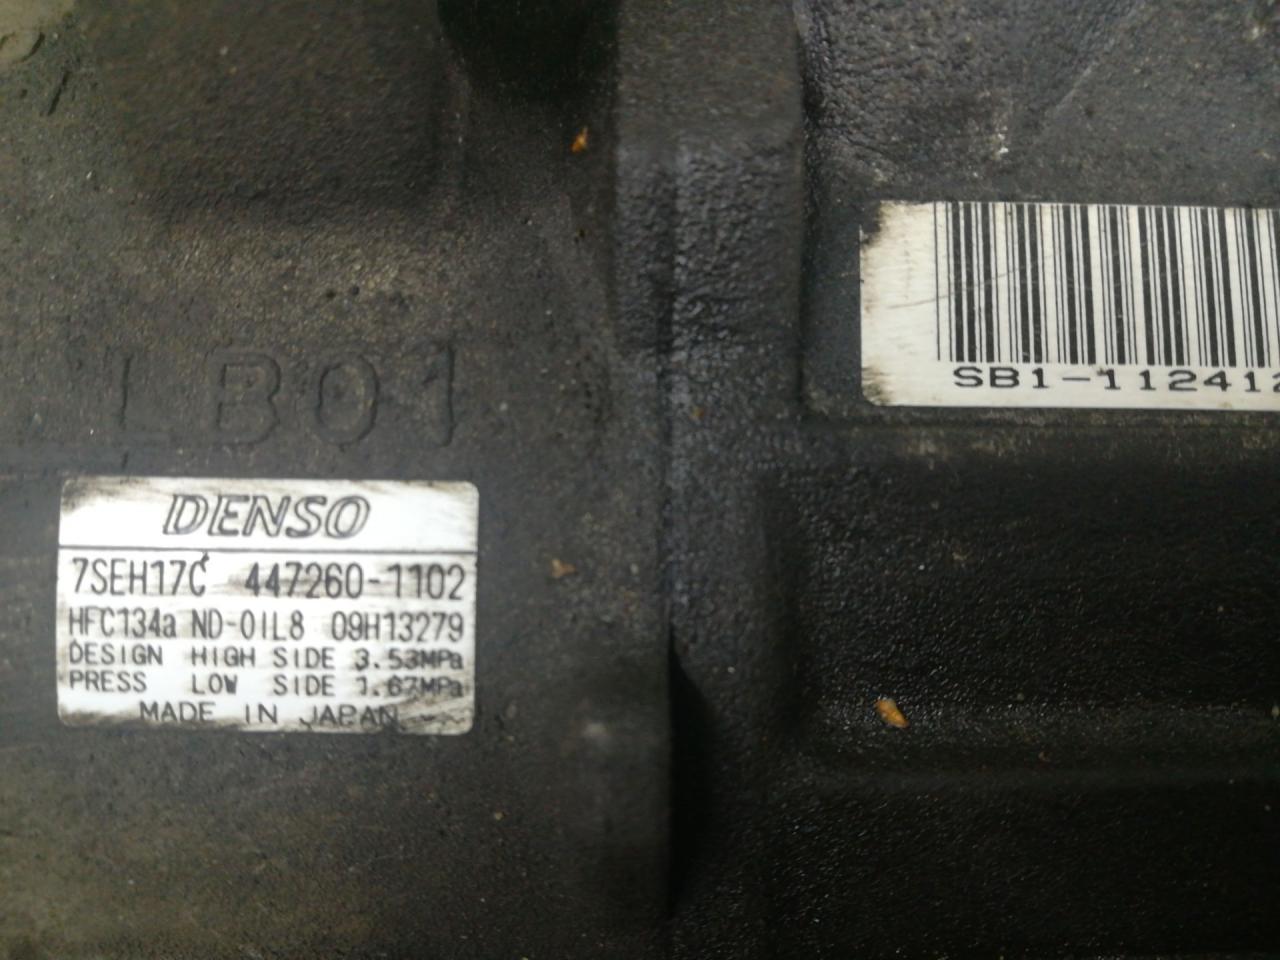 LB01
DENSO
7SEH17C 447260-1102
HFC134a ND-OIL8 09H13279
DESIGN HIGH SIDE 3.53MPa
PRESS LOW SIDE 1.67MPa
MADE IN JAPAN
SB1-112412